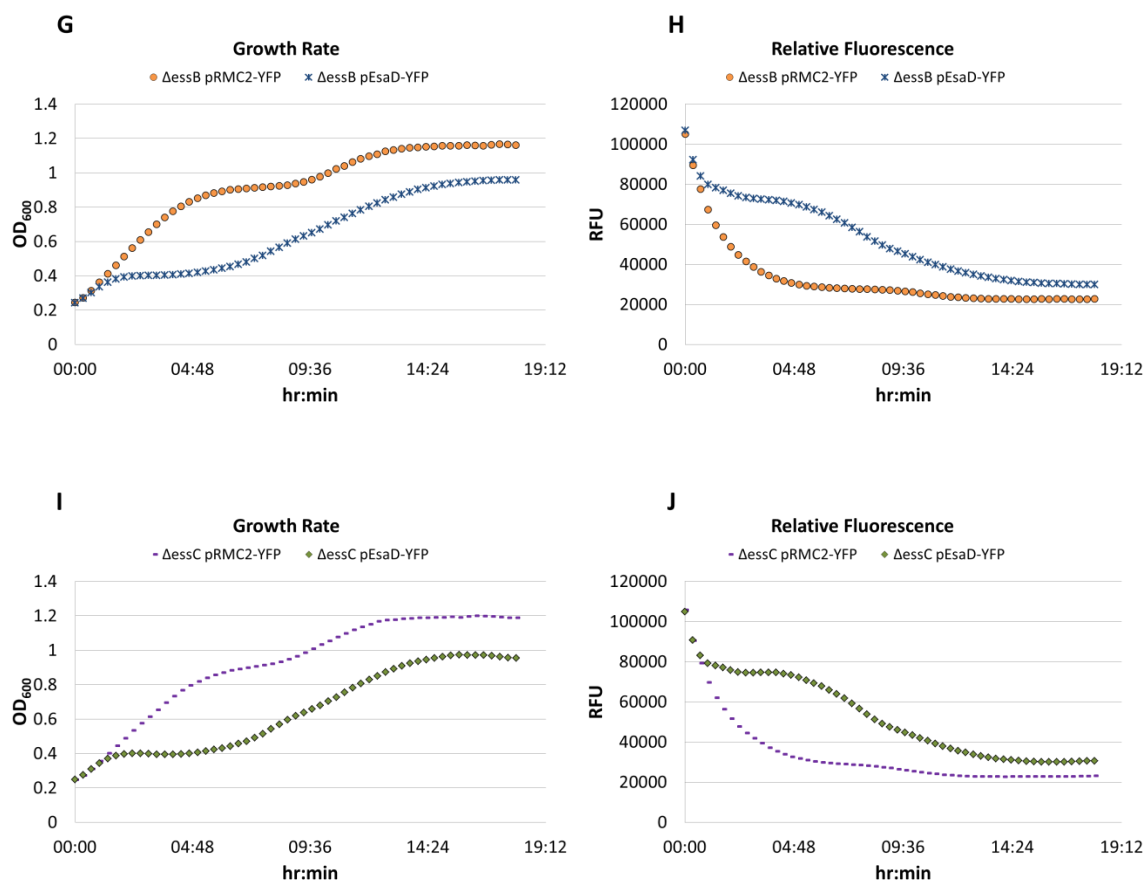 G
Growth Rate
ΔessB pRMC2-YFP ΔessB pEsaD-YFP
1.4
1.2
1
0.8
0.6
0.4
0.2
0
OD600
00:00 04:48 09:36 14:24 19:12
hr:min
H
Relative Fluorescence
ΔessB pRMC2-YFP ΔessB pEsaD-YFP
120000
100000
80000
60000
40000
20000
0
RFU
00:00 04:48 09:36 14:24 19:12
hr:min
I
Growth Rate
ΔessC pRMC2-YFP ΔessC pEsaD-YFP
1.4
1.2
1
0.8
0.6
0.4
0.2
0
OD600
00:00 04:48 09:36 14:24 19:12
hr:min
J
Relative Fluorescence
ΔessC pRMC2-YFP ΔessC pEsaD-YFP
120000
100000
80000
60000
40000
20000
0
RFU
00:00 04:48 09:36 14:24 19:12
hr:min